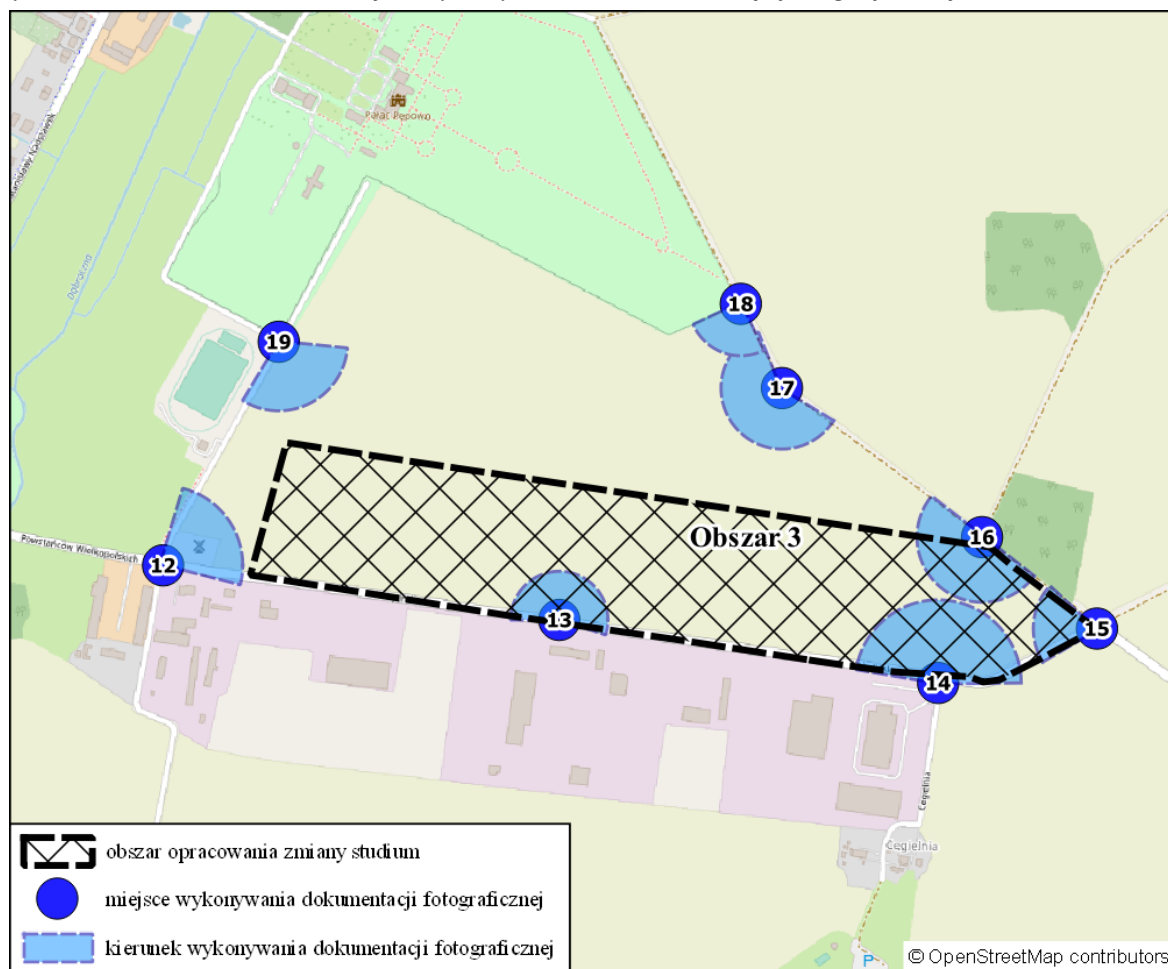 Pałac Pępowo
Dąbroczna
18
19
17
Obszar 3
16
Powstańców Wielkopolskich
12
13
15
14
Cegielnia
Cegielnia
obszar opracowania zmiany studium
miejsce wykonywania dokumentacji fotograficznej
kierunek wykonywania dokumentacji fotograficznej
P
© OpenStreetMap contributors